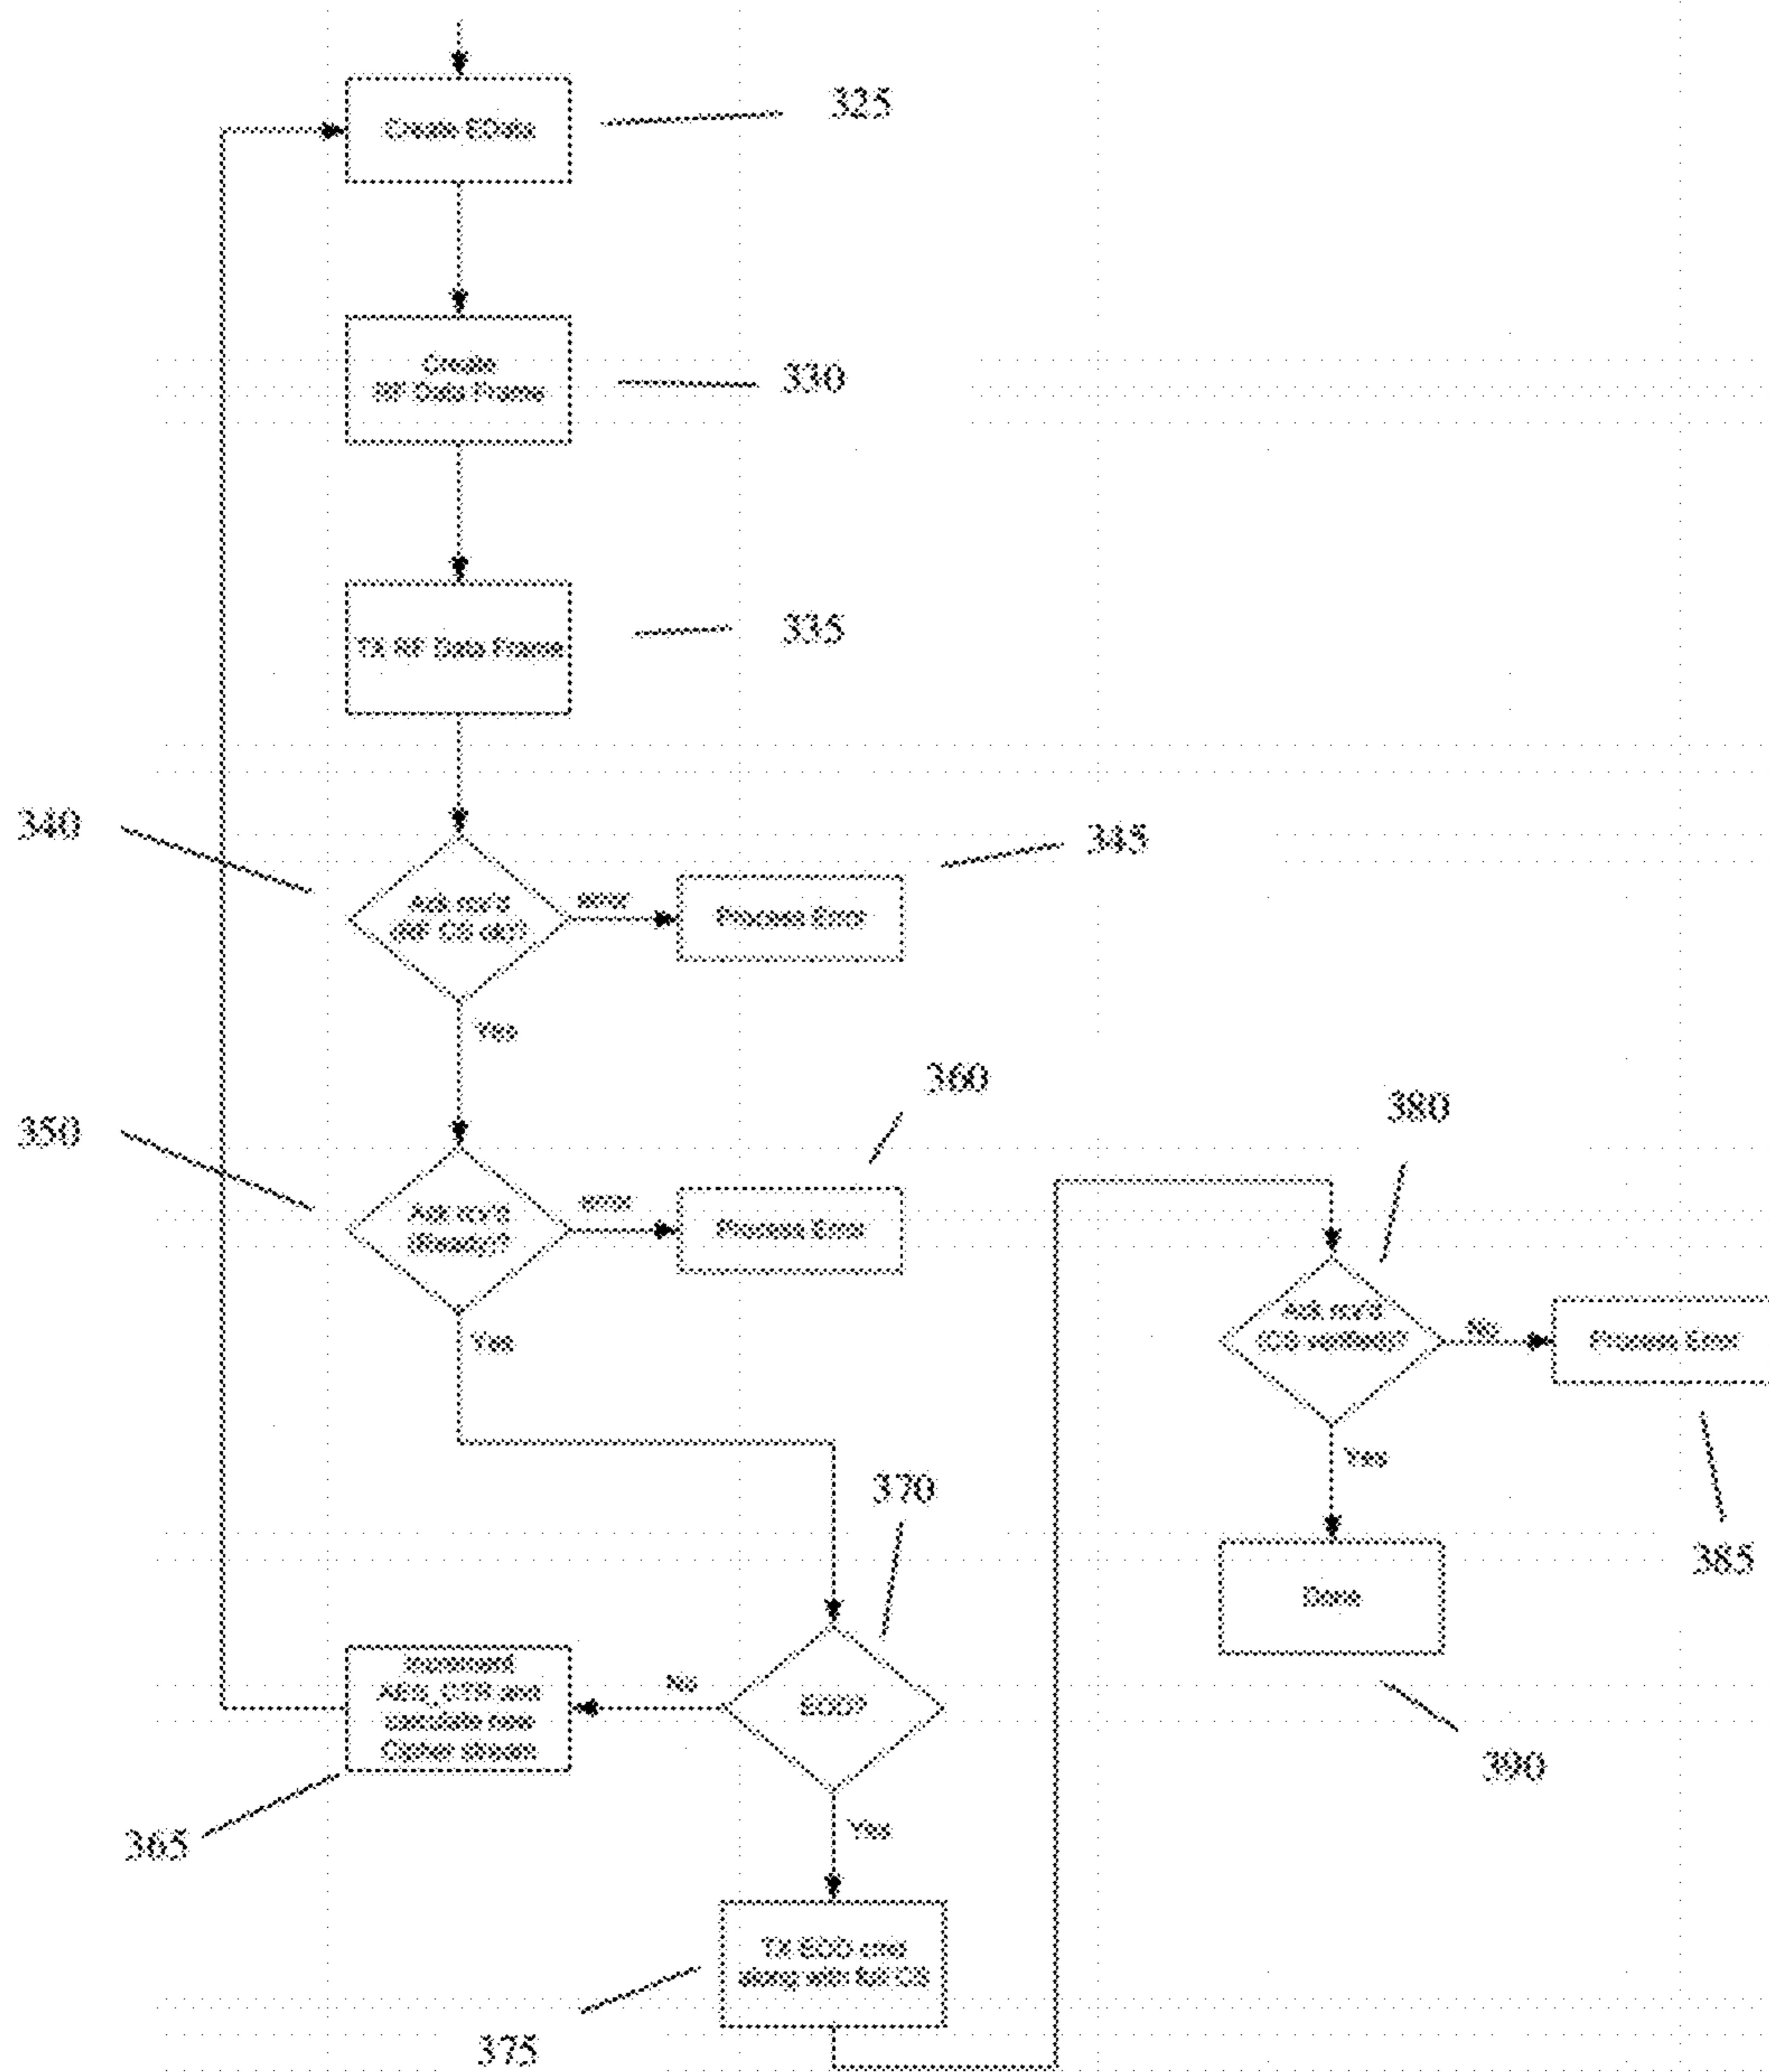 Create EData
325
Create
RF Data Frame
330
TX RF Data Frame
335
340
Ack rcv'd
(RF CS ok)?
error
Process Error
345
Yes
350
Ack rcv'd
(Ready)?
error
Process Error
360
Yes
370
EOD?
No
Increment
AES_CTR and
calculate new
Cipher stream
365
Yes
TX EOD cmd
along with full CS
375
380
Ack rcv'd
(CS verified)?
No
Process Error
385
Yes
Done
390